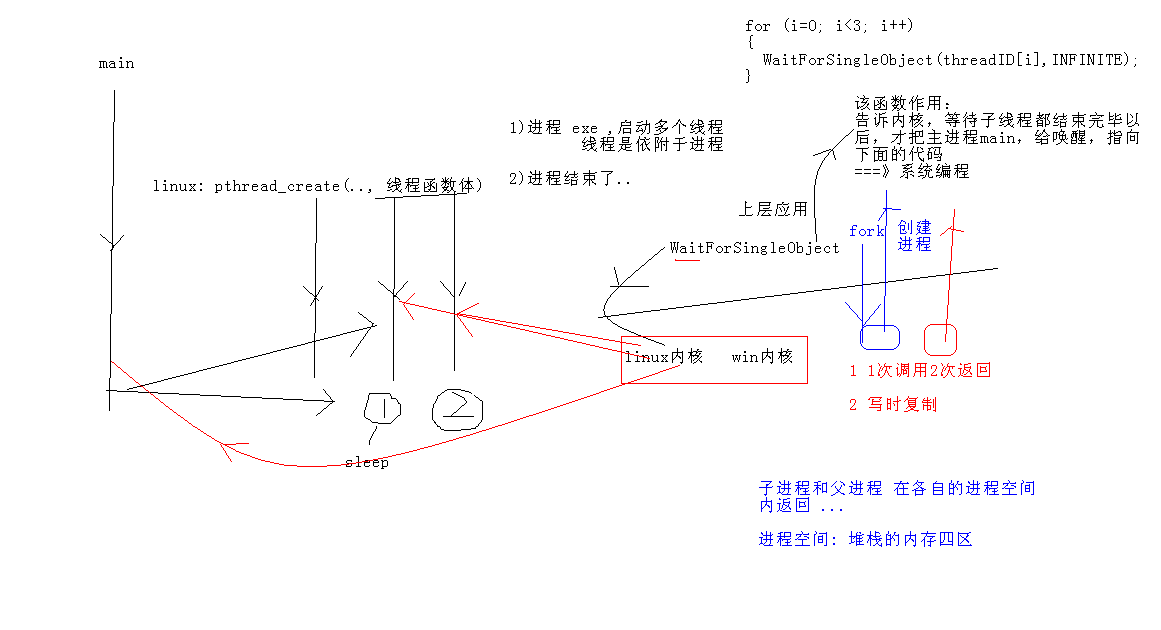 for (i=0; i<3; i++)
{
WaitForSingleObject(threadID[i],INFINITE);
}
main
该函数作用:
告诉内核, 等待子线程都结束完毕以
后, 才把主进程main, 给唤醒, 指向
下面的代码
===》系统编程
1)进程 exe ,启动多个线程
线程是依附于进程
2)进程结束了..
linux: pthread_create(.., 线程函数体)
上层应用
fork
创建
进程
WaitForSingleObject
linux内核 win内核
1 1次调用2次返回
2 写时复制
1
2
sleep
子进程和父进程 在各自的进程空间
内返回 ...
进程空间: 堆栈的内存四区